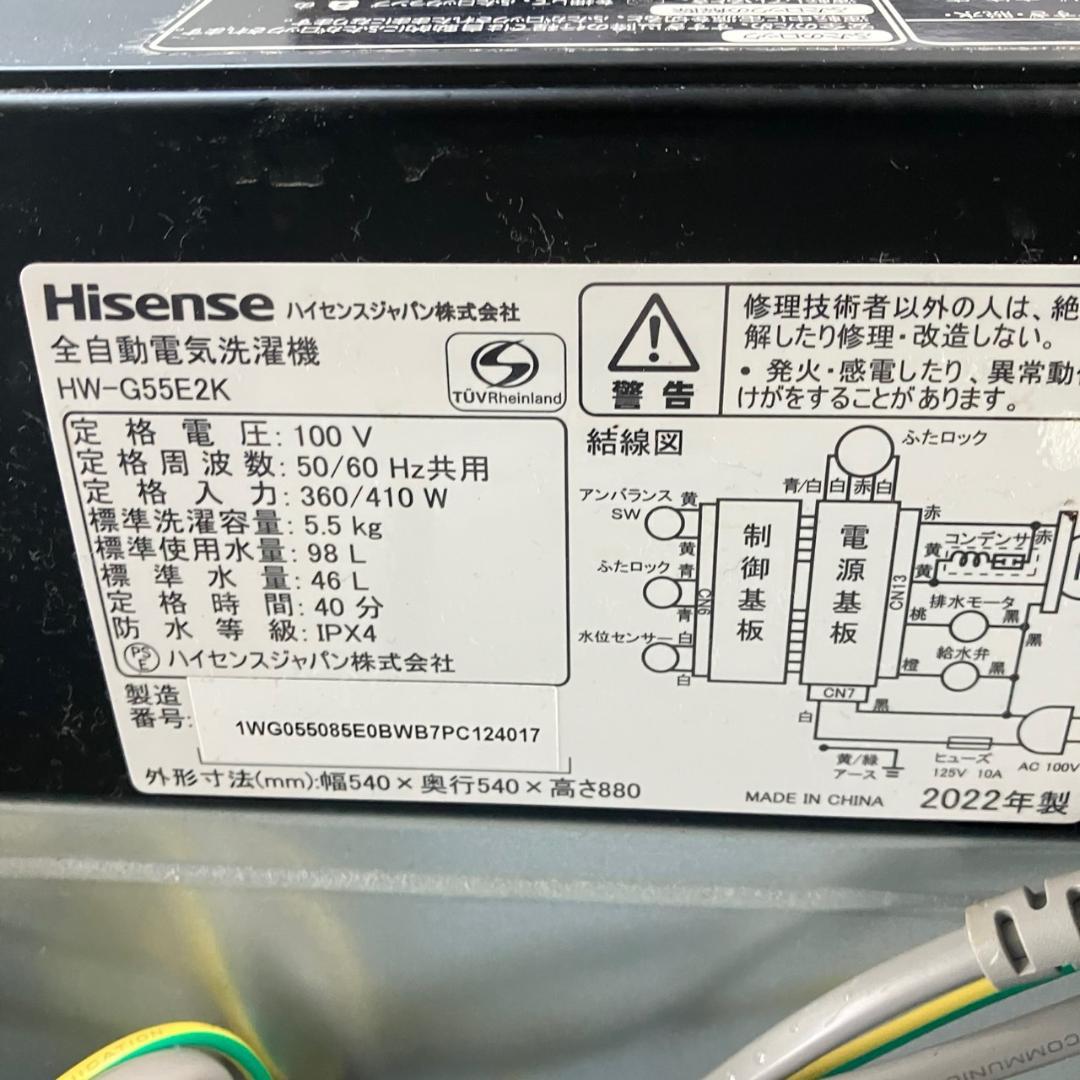 ふたのロック
Hisense ハイセンスジャパン株式会社
全自動電気洗濯機
HW-G55E2K
TÜVRheinland
定格電圧: 100 V
定格周波数: 50/60 Hz共用
定格入力: 360/410 W
標準洗濯容量: 5.5 kg
標準使用水量: 98 L
標準水量: 46 L
定格時間: 40 分
防水等級: IPX4
PSE ハイセンスジャパン株式会社
製造
番号:
1WG055085E0BWB7PC124017
外形寸法(mm):幅540×奥行540×高さ880
警告
修理技術者以外の人は、絶
解したり修理・改造しない。
• 発火・感電したり、異常動作
けがをすることがあります。
結線図
ふたロック
青/白 白 赤 白
アンバランス 黄
SW
黄
ふたロック 青
青
水位センサー 白
白
CN6
制御基板
電源基板
CN13
CN7
赤
コンデンサ
赤
黄
黄
排水モータ
桃
黒
黒
給水弁
橙
黒
白
黒
黄/緑
アース
ヒューズ
125V 10A
AC 100V
MADE IN CHINA
2022年製
COMMUNIC